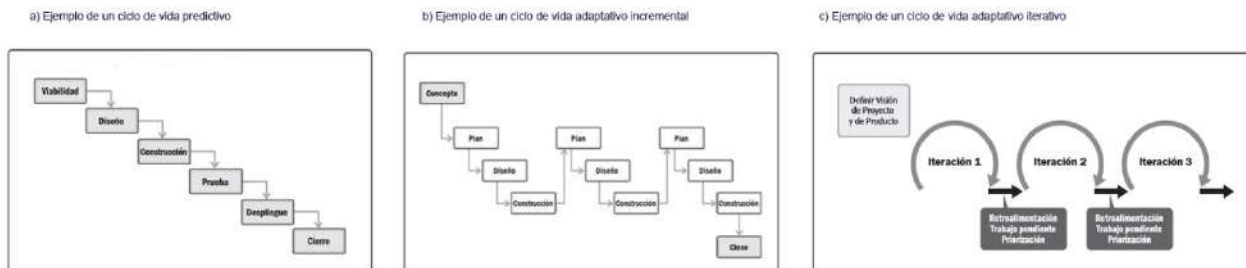 a) Ejemplo de un ciclo de vida predictivo
Viabilidad
Diseño
Construcción
Prueba
Despliegue
Cierre
b) Ejemplo de un ciclo de vida adaptativo incremental
Concepto
Plan
Diseño
Construcción
Plan
Diseño
Construcción
Plan
Diseño
Construcción
Close
c) Ejemplo de un ciclo de vida adaptativo iterativo
Definir Visión
de Proyecto
y de Producto
Iteración 1
Iteración 2
Iteración 3
Retroalimentación
Trabajo pendiente
Priorización
Retroalimentación
Trabajo pendiente
Priorización